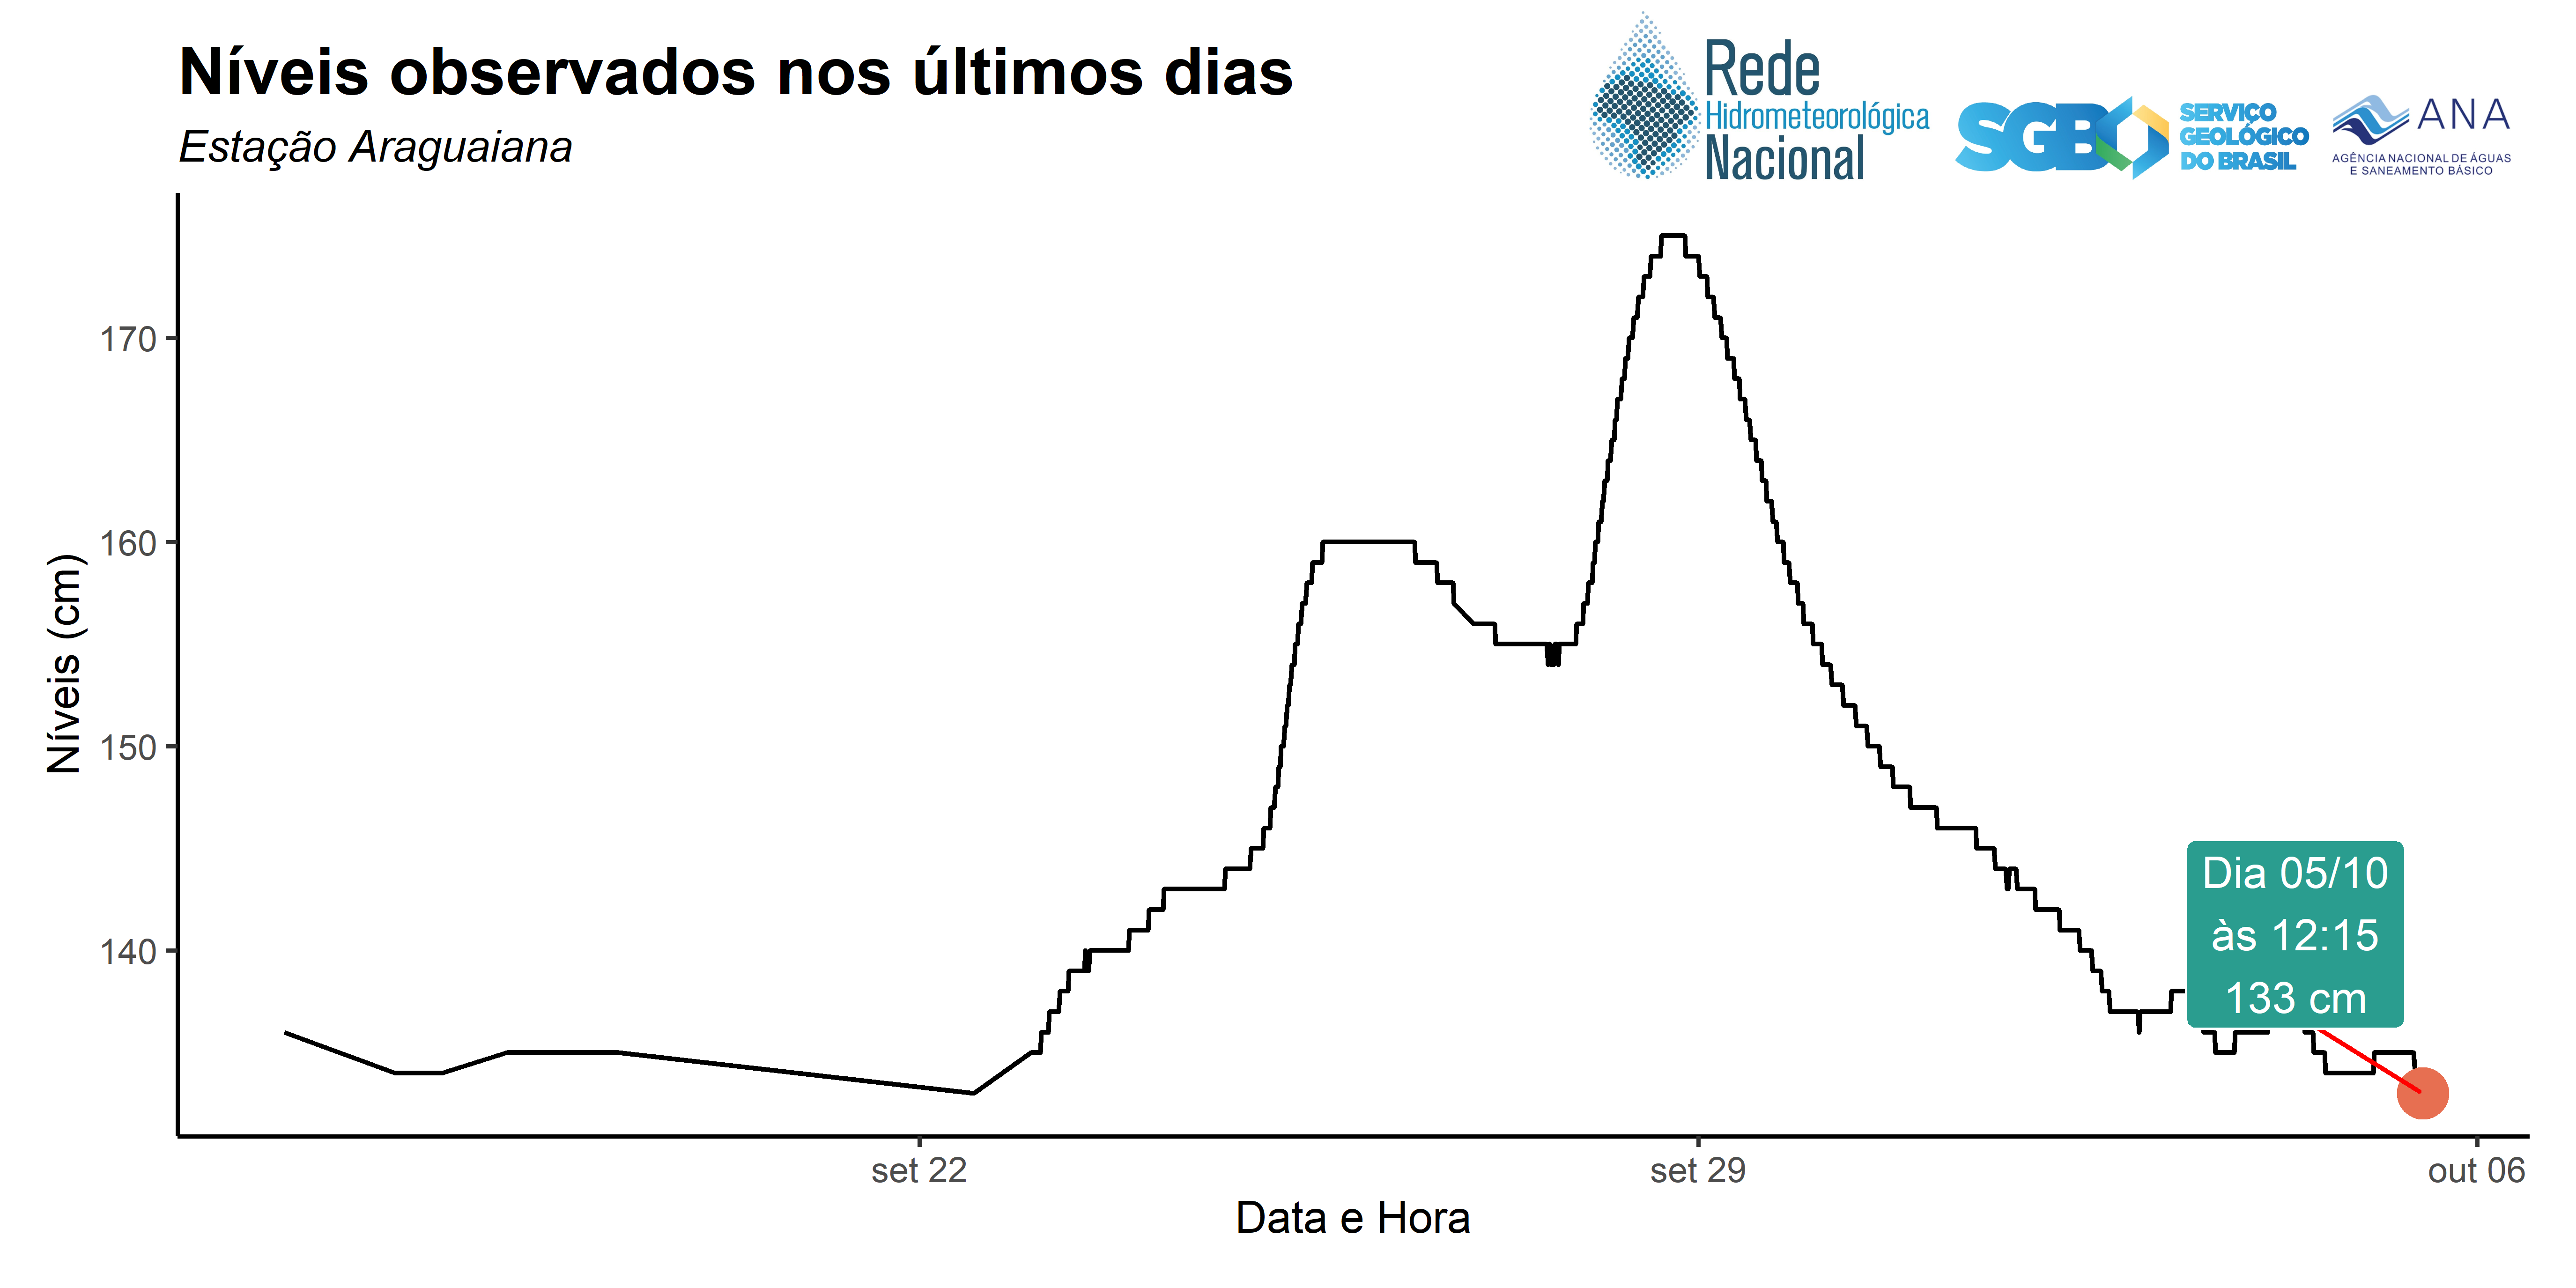 Níveis observados nos últimos dias
Estação Araguaiana
Rede
Hidrometeorológica
Nacional
SGB
SERVIÇO
GEOLÓGICO
DO BRASIL
ANA
AGÊNCIA NACIONAL DE ÁGUAS
E SANEAMENTO BÁSICO
Níveis (cm)
170
160
150
140
Dia 05/10
às 12:15
133 cm
set 22
set 29
out 06
Data e Hora